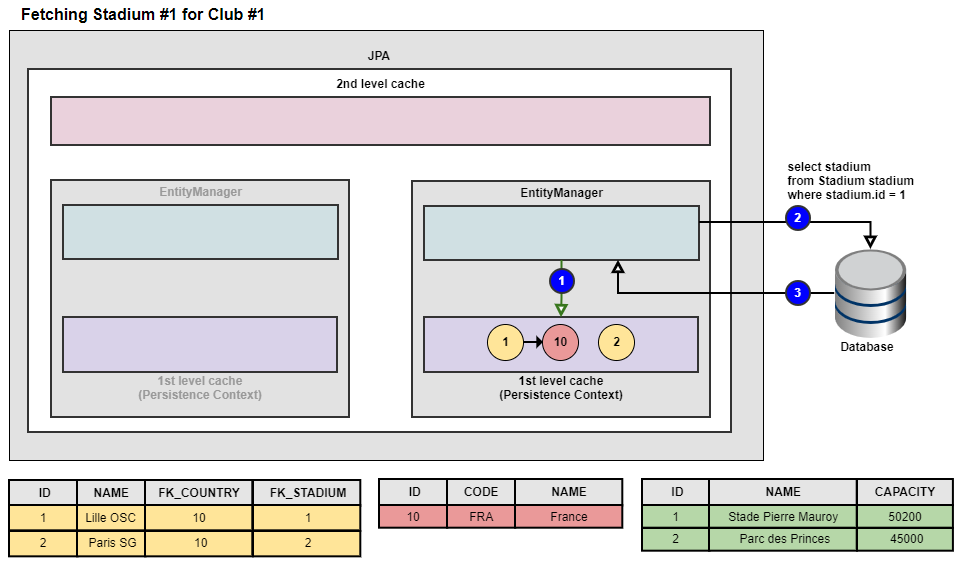 Fetching Stadium #1 for Club #1
JPA
2nd level cache
EntityManager
EntityManager
select stadium
from Stadium stadium
where stadium.id = 1
2
1
3
1
10
2
Database
1st level cache
(Persistence Context)
1st level cache
(Persistence Context)
ID NAME FK_COUNTRY FK_STADIUM
1 Lille OSC 10 1
2 Paris SG 10 2
ID CODE NAME
10 FRA France
ID NAME CAPACITY
1 Stade Pierre Mauroy 50200
2 Parc des Princes 45000